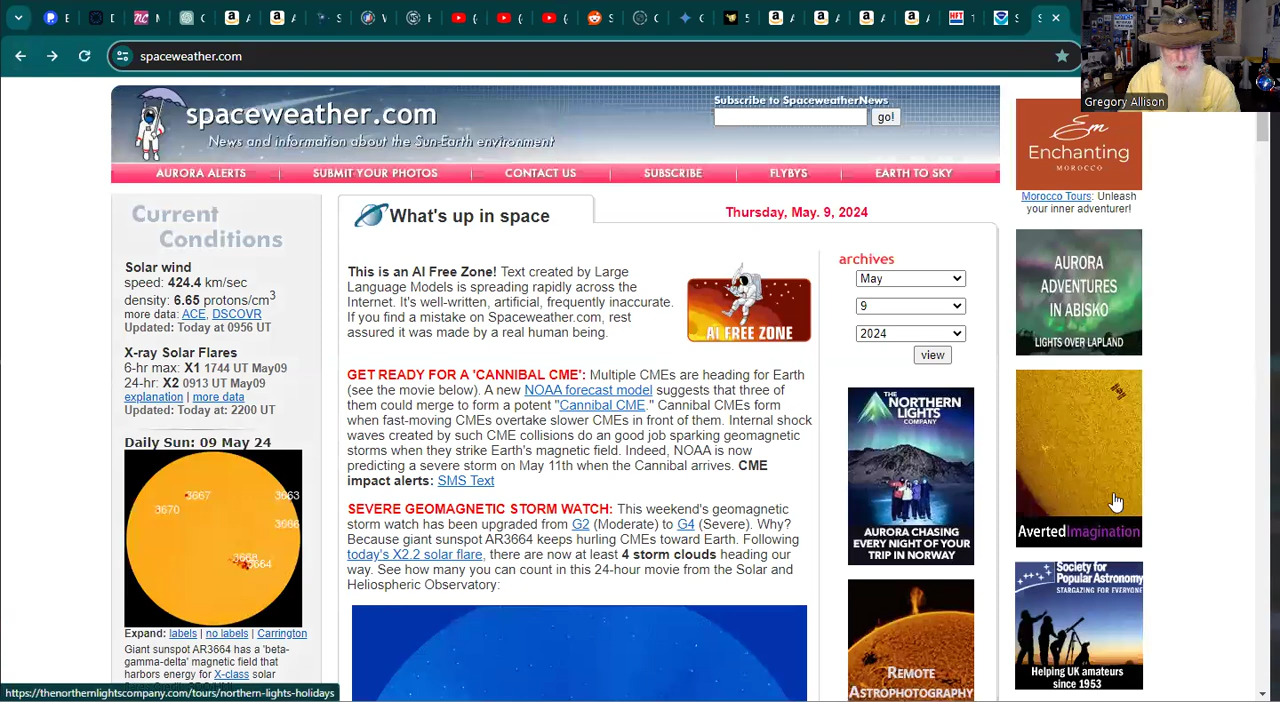 spaceweather.com
Gregory Allison
spaceweather.com
News and information about the Sun-Earth environment
Subscribe to SpaceweatherNews
go!
AURORA ALERTS
SUBMIT YOUR PHOTOS
CONTACT US
SUBSCRIBE
FLYBYS
EARTH TO SKY
Current
Conditions
Solar wind
speed: 424.4 km/sec
density: 6.65 protons/cm3
more data: ACE, DSCOVR
Updated: Today at 0956 UT
X-ray Solar Flares
6-hr max: X1 1744 UT May09
24-hr: X2 0913 UT May09
explanation | more data
Updated: Today at: 2200 UT
Daily Sun: 09 May 24
3667
3663
3670
3666
3668
3664
Expand: labels | no labels | Carrington
Giant sunspot AR3664 has a 'beta-
gamma-delta' magnetic field that
harbors energy for X-class solar
What's up in space
Thursday, May. 9, 2024
This is an AI Free Zone! Text created by Large
Language Models is spreading rapidly across the
Internet. It's well-written, artificial, frequently inaccurate.
If you find a mistake on Spaceweather.com, rest
assured it was made by a real human being.
AI FREE ZONE
GET READY FOR A 'CANNIBAL CME': Multiple CMEs are heading for Earth
(see the movie below). A new NOAA forecast model suggests that three of
them could merge to form a potent "Cannibal CME." Cannibal CMEs form
when fast-moving CMEs overtake slower CMEs in front of them. Internal shock
waves created by such CME collisions do an good job sparking geomagnetic
storms when they strike Earth's magnetic field. Indeed, NOAA is now
predicting a severe storm on May 11th when the Cannibal arrives. CME
impact alerts: SMS Text
SEVERE GEOMAGNETIC STORM WATCH: This weekend's geomagnetic
storm watch has been upgraded from G2 (Moderate) to G4 (Severe). Why?
Because giant sunspot AR3664 keeps hurling CMEs toward Earth. Following
today's X2.2 solar flare, there are now at least 4 storm clouds heading our
way. See how many you can count in this 24-hour movie from the Solar and
Heliospheric Observatory:
archives
May
9
2024
view
THE
NORTHERN
LIGHTS
COMPANY
AURORA CHASING
EVERY NIGHT OF YOUR
TRIP IN NORWAY
REMOTE
ASTROPHOTOGRAPHY
Em
Enchanting
MOROCCO
Morocco Tours: Unleash
your inner adventurer!
AURORA
ADVENTURES
IN ABISKO
LIGHTS OVER LAPLAND
AvertedImagination
Society for
Popular Astronomy
STARGAZING FOR EVERYONE
Helping UK amateurs
since 1953
https://thenorthernlightscompany.com/tours/northern-lights-holidays